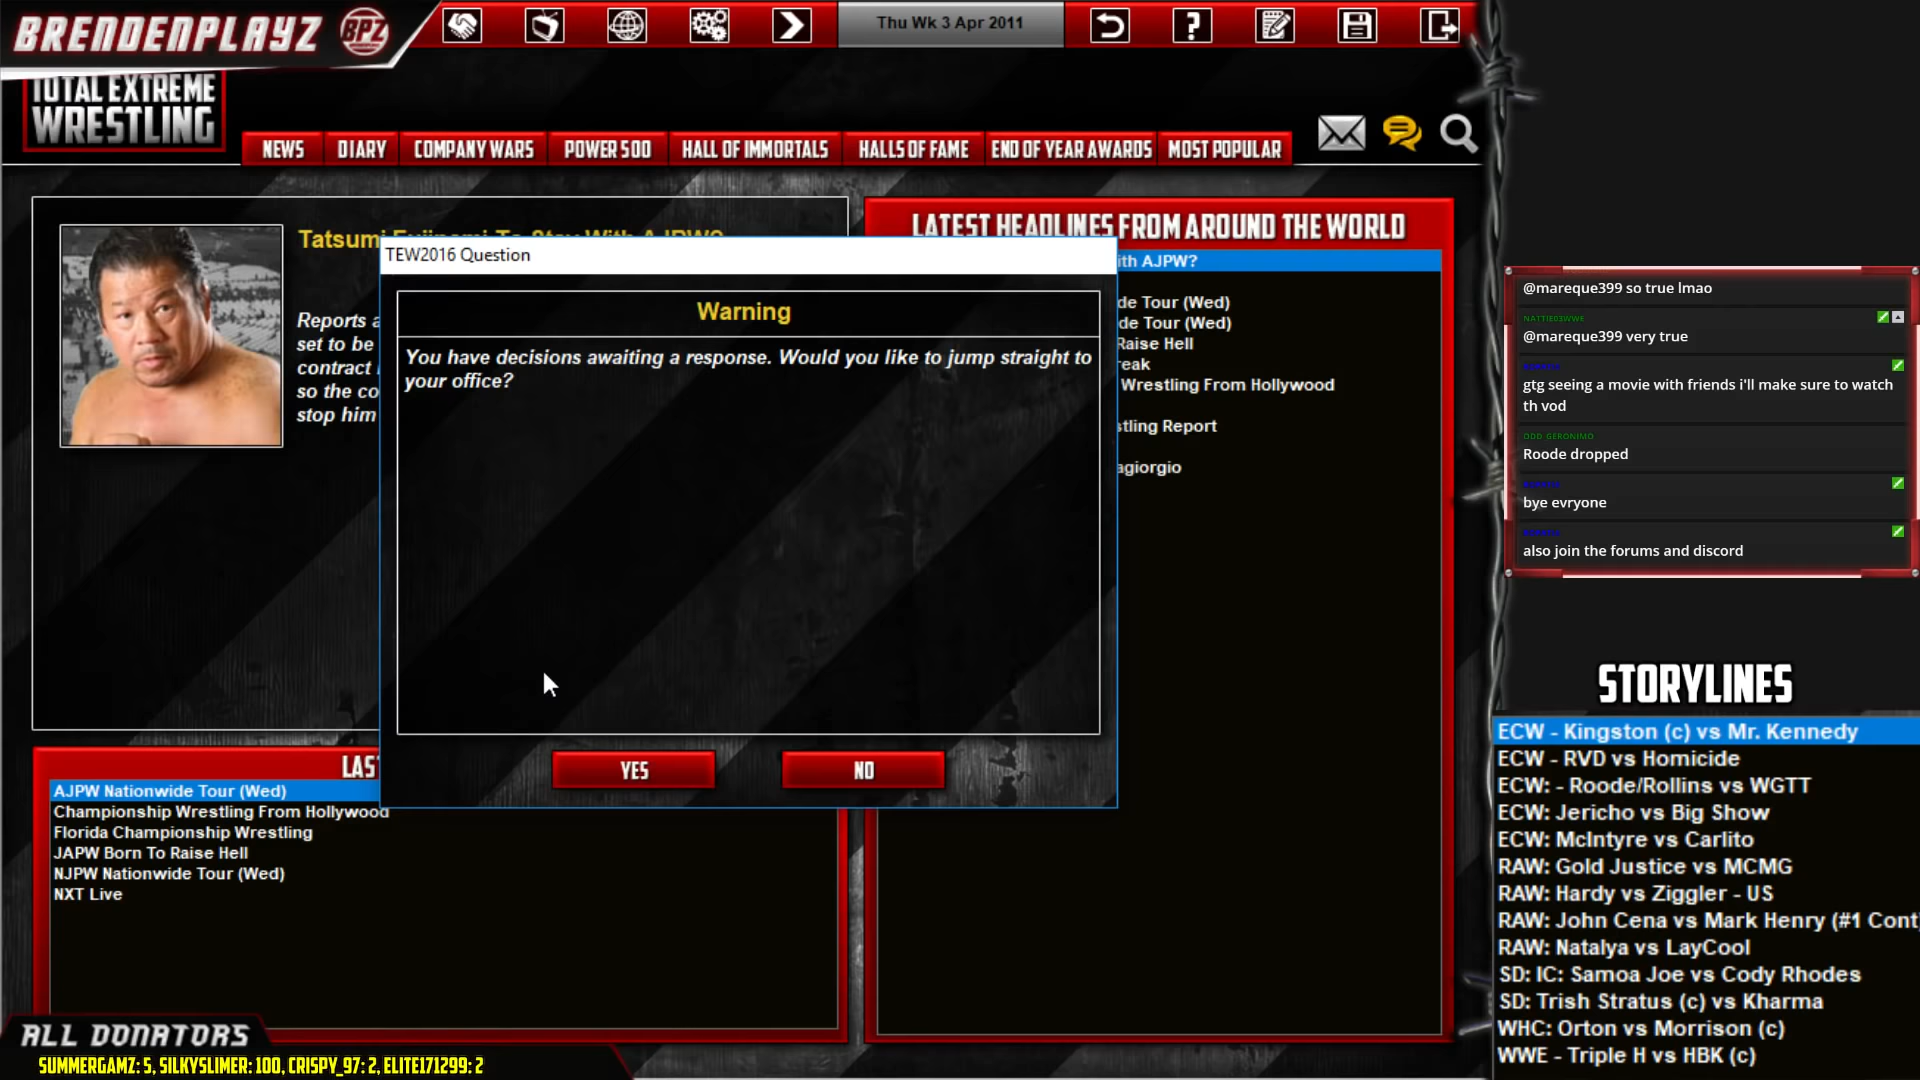 BRENDENPLAYZ
BPZ
Thu Wk 3 Apr 2011
?
TOTAL EXTREME
WRESTLING
NEWS
DIARY
COMPANY WARS
POWER 500
HALL OF IMMORTALS
HALLS OF FAME
END OF YEAR AWARDS
MOST POPULAR
Tatsumi Fujinami To Stay With AJPW?
Reports a
set to be
contract
so the co
stop him
LATEST HEADLINES FROM AROUND THE WORLD
ith AJPW?
de Tour (Wed)
de Tour (Wed)
Raise Hell
reak
Wrestling From Hollywood
stling Report
agiorgio
TEW2016 Question
Warning
You have decisions awaiting a response. Would you like to jump straight to
your office?
YES
NO
LAS
AJPW Nationwide Tour (Wed)
Championship Wrestling From Hollywood
Florida Championship Wrestling
JAPW Born To Raise Hell
NJPW Nationwide Tour (Wed)
NXT Live
ALL DONATORS
SUMMERGAMZ: 5, SILKYSLIMER: 100, CRISPY_97: 2, ELITE171299: 2
@mareque399 so true lmao
NATTIE03WWE
@mareque399 very true
gtg seeing a movie with friends i'll make sure to watch
th vod
ODD_GERONIMO
Roode dropped
bye evryone
also join the forums and discord
STORYLINES
ECW - Kingston (c) vs Mr. Kennedy
ECW - RVD vs Homicide
ECW: - Roode/Rollins vs WGTT
ECW: Jericho vs Big Show
ECW: McIntyre vs Carlito
RAW: Gold Justice vs MCMG
RAW: Hardy vs Ziggler - US
RAW: John Cena vs Mark Henry (#1 Cont
RAW: Natalya vs LayCool
SD: IC: Samoa Joe vs Cody Rhodes
SD: Trish Stratus (c) vs Kharma
WHC: Orton vs Morrison (c)
WWE - Triple H vs HBK (c)